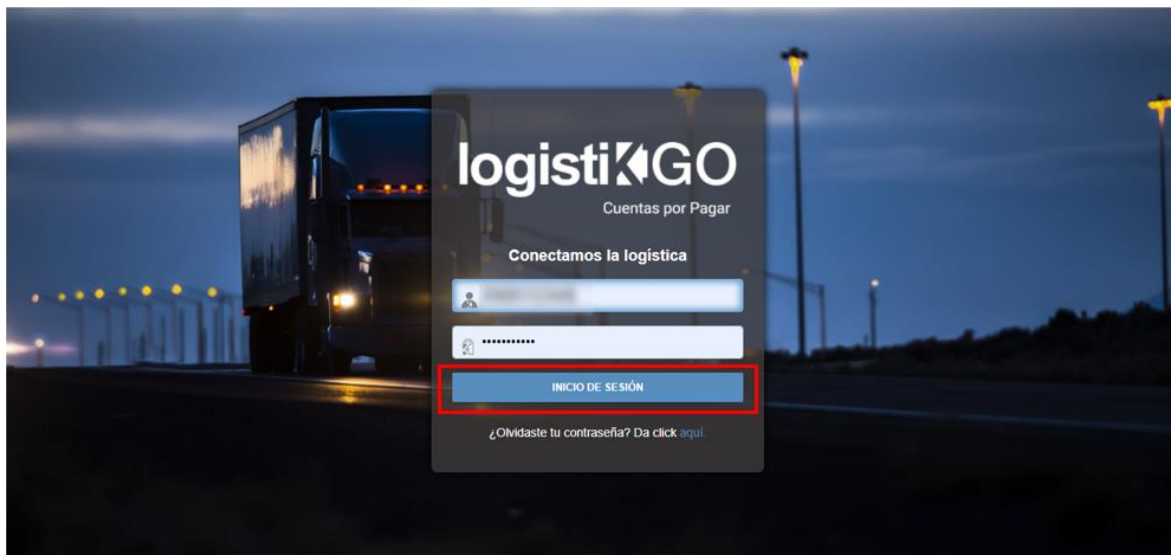 logistiKGO
Cuentas por Pagar
Conectamos la logística
•••••••••••
INICIO DE SESIÓN
¿Olvidaste tu contraseña? Da click aquí.